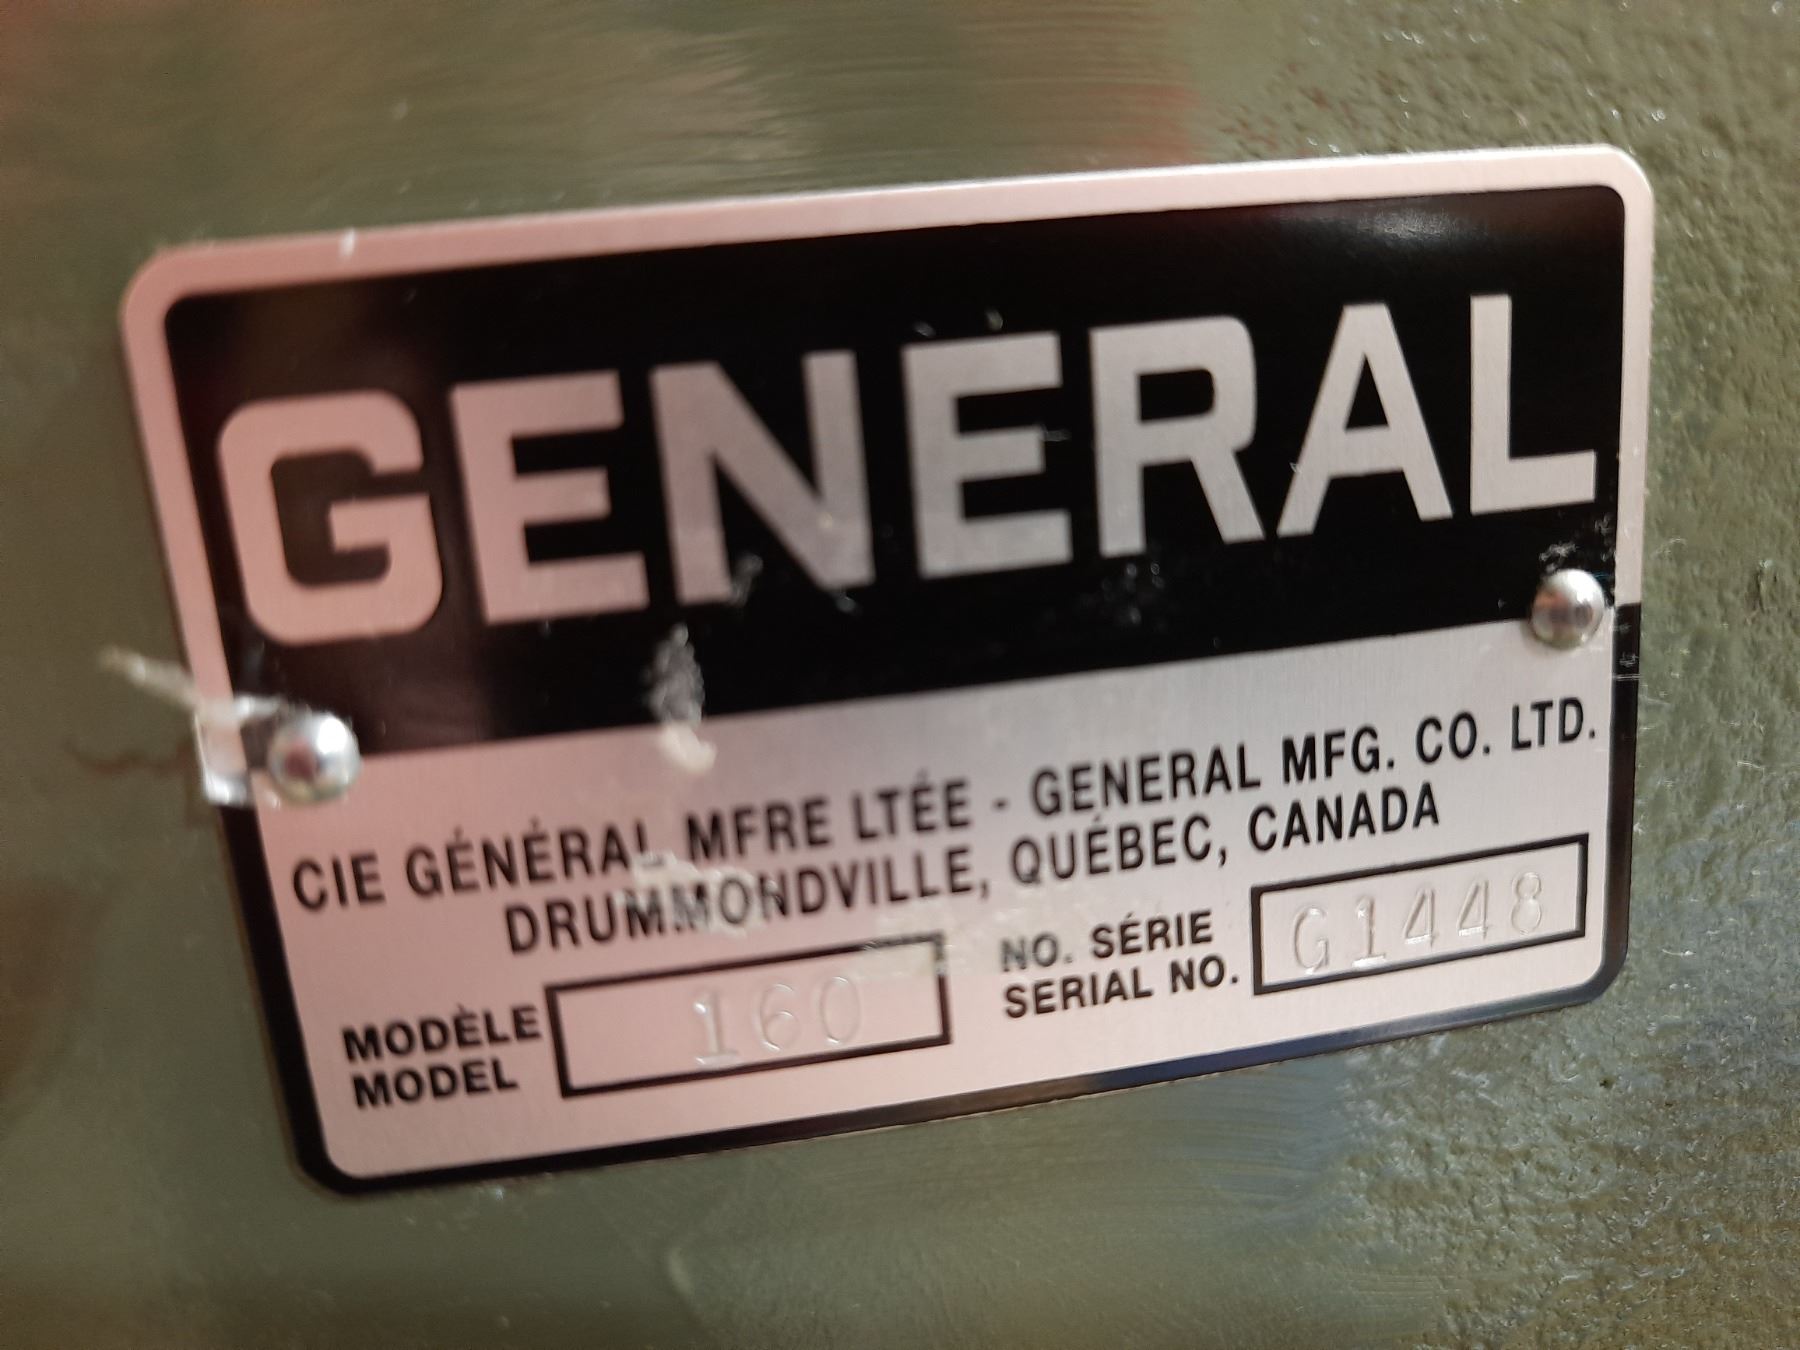 GENERAL
CIE GÉNÉRAL MFRE LTÉE - GENERAL MFG. CO. LTD.
DRUMMONDVILLE, QUÉBEC, CANADA
MODÈLE
MODEL
160
NO. SÉRIE
SERIAL NO.
G1448